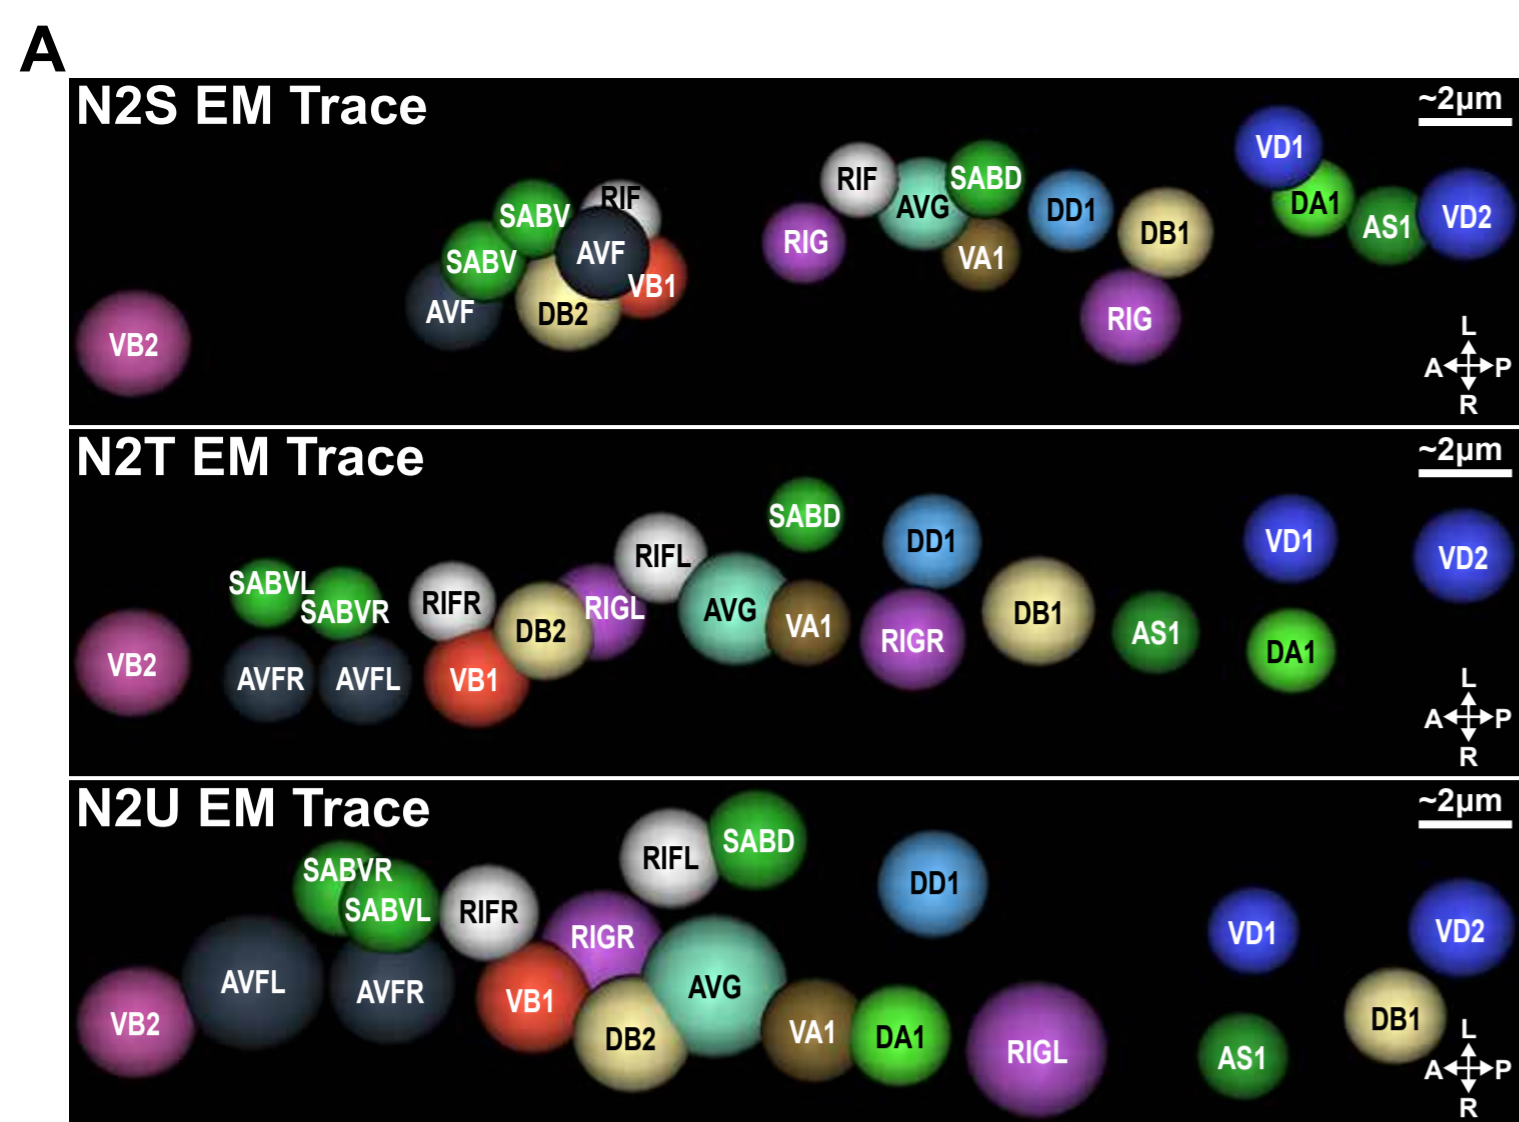 A
N2S EM Trace
~2µm
VD1
RIF
SABD
RIF
SABV
AVG
DD1
DA1
VD2
SABV
AVF
RIG
VA1
DB1
AS1
AVF
DB2
VB1
RIG
VB2
L
A P
R
N2T EM Trace
~2µm
SABD
DD1
VD1
VD2
RIFL
SABVL
SABVR
RIFR
RIGL
AVG
VA1
DB1
DB2
RIGR
AS1
DA1
VB2
AVFR
AVFL
VB1
L
A P
R
N2U EM Trace
~2µm
RIFL
SABD
SABVR
SABVL
RIFR
DD1
RIGR
VD1
VD2
AVFL
AVFR
VB1
AVG
VB2
DB2
VA1
DA1
RIGL
AS1
DB1
L
A P
R